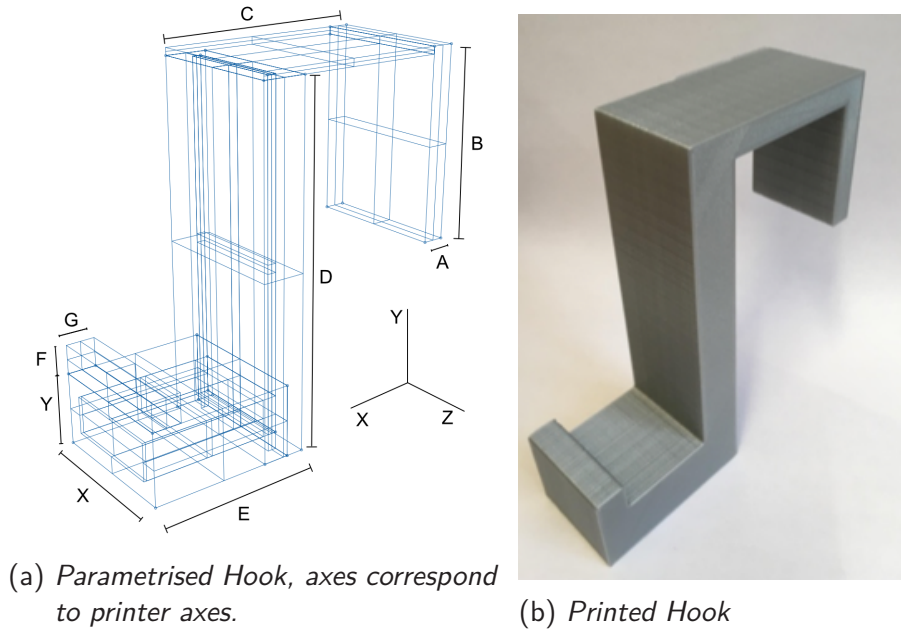 C
B
A
D
G
F
Y
X
E
Y
X
Z
(a) Parametrised Hook, axes correspond
to printer axes.
(b) Printed Hook